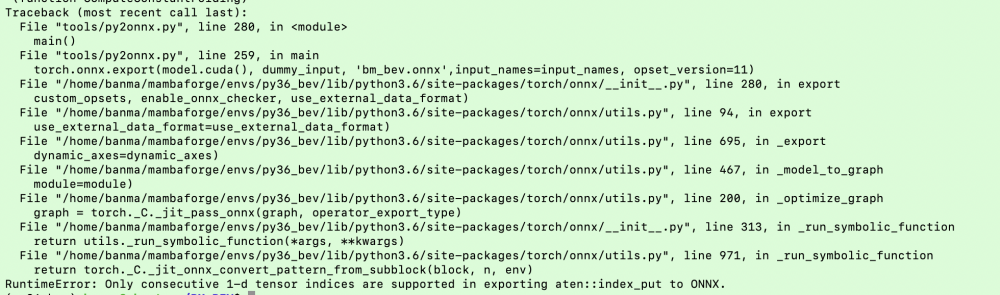 Traceback (most recent call last):
  File "tools/py2onnx.py", line 280, in <module>
    main()
  File "tools/py2onnx.py", line 259, in main
    torch.onnx.export(model.cuda(), dummy_input, 'bm_bev.onnx',input_names=input_names, opset_version=11)
  File "/home/banma/mambaforge/envs/py36_bev/lib/python3.6/site-packages/torch/onnx/__init__.py", line 280, in export
    custom_opsets, enable_onnx_checker, use_external_data_format)
  File "/home/banma/mambaforge/envs/py36_bev/lib/python3.6/site-packages/torch/onnx/utils.py", line 94, in export
    use_external_data_format=use_external_data_format)
  File "/home/banma/mambaforge/envs/py36_bev/lib/python3.6/site-packages/torch/onnx/utils.py", line 695, in _export
    dynamic_axes=dynamic_axes)
  File "/home/banma/mambaforge/envs/py36_bev/lib/python3.6/site-packages/torch/onnx/utils.py", line 467, in _model_to_graph
    module=module)
  File "/home/banma/mambaforge/envs/py36_bev/lib/python3.6/site-packages/torch/onnx/utils.py", line 200, in _optimize_graph
    graph = torch._C._jit_pass_onnx(graph, operator_export_type)
  File "/home/banma/mambaforge/envs/py36_bev/lib/python3.6/site-packages/torch/onnx/__init__.py", line 313, in _run_symbolic_function
    return utils._run_symbolic_function(*args, **kwargs)
  File "/home/banma/mambaforge/envs/py36_bev/lib/python3.6/site-packages/torch/onnx/utils.py", line 971, in _run_symbolic_function
    return torch._C._jit_onnx_convert_pattern_from_subblock(block, n, env)
RuntimeError: Only consecutive 1-d tensor indices are supported in exporting aten::index_put to ONNX.